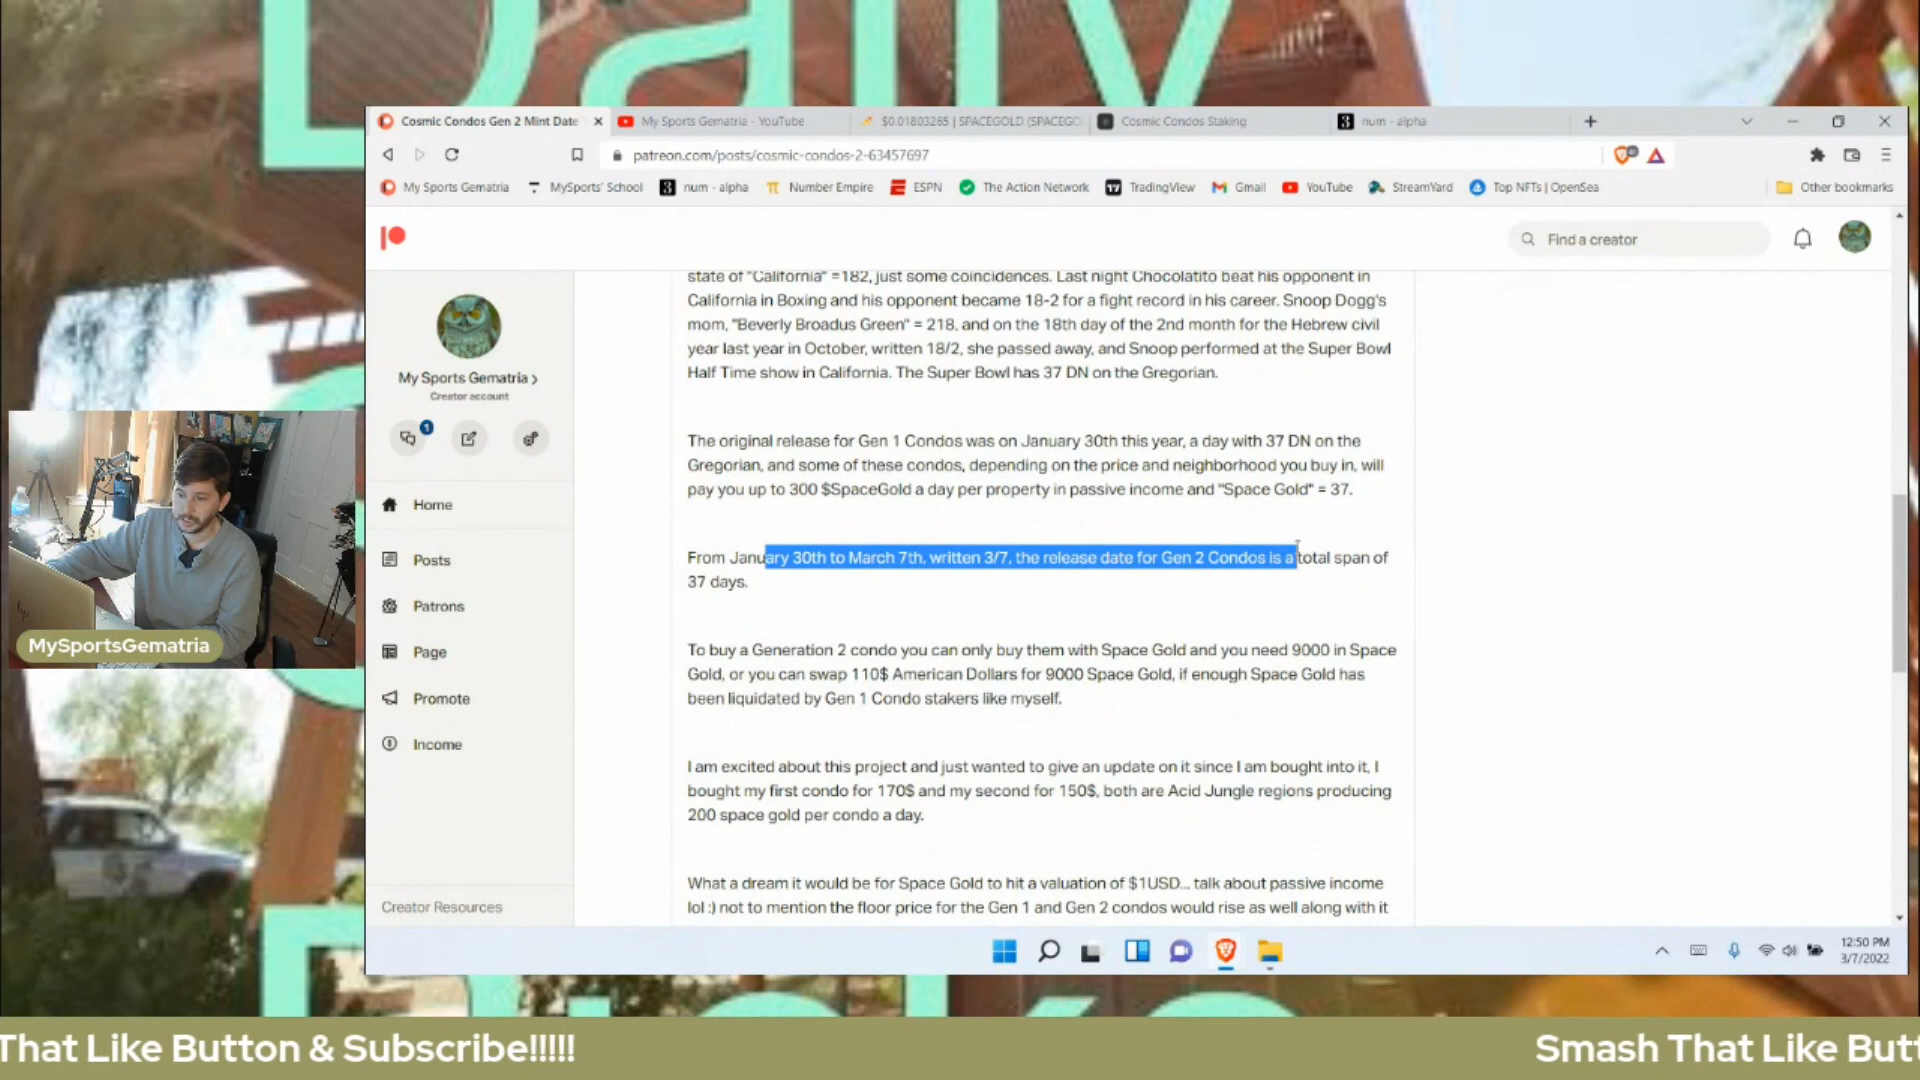 Daily
Cosmic Condos Gen 2 Mint Date
My Sports Gematria - YouTube
$0.01803265 | SPACEGOLD (SPACEGO
Cosmic Condos Staking
num - alpha
patreon.com/posts/cosmic-condos-2-63457697
My Sports Gematria
MySports' School
num - alpha
Number Empire
ESPN
The Action Network
TradingView
Gmail
YouTube
StreamYard
Top NFTs | OpenSea
Other bookmarks
Find a creator
My Sports Gematria
Creator account
1
Home
Posts
Patrons
Page
Promote
Income
Creator Resources
state of "California" =182, just some coincidences. Last night Chocolatito beat his opponent in
California in Boxing and his opponent became 18-2 for a fight record in his career. Snoop Dogg's
mom, "Beverly Broadus Green" = 218, and on the 18th day of the 2nd month for the Hebrew civil
year last year in October, written 18/2, she passed away, and Snoop performed at the Super Bowl
Half Time show in California. The Super Bowl has 37 DN on the Gregorian.
The original release for Gen 1 Condos was on January 30th this year, a day with 37 DN on the
Gregorian, and some of these condos, depending on the price and neighborhood you buy in, will
pay you up to 300 $SpaceGold a day per property in passive income and "Space Gold" = 37.
From January 30th to March 7th, written 3/7, the release date for Gen 2 Condos is a total span of
37 days.
To buy a Generation 2 condo you can only buy them with Space Gold and you need 9000 in Space
Gold, or you can swap 110$ American Dollars for 9000 Space Gold, if enough Space Gold has
been liquidated by Gen 1 Condo stakers like myself.
I am excited about this project and just wanted to give an update on it since I am bought into it, I
bought my first condo for 170$ and my second for 150$, both are Acid Jungle regions producing
200 space gold per condo a day.
What a dream it would be for Space Gold to hit a valuation of $1USD... talk about passive income
lol :) not to mention the floor price for the Gen 1 and Gen 2 condos would rise as well along with it
MySportsGematria
12:50 PM
3/7/2022
That Like Button & Subscribe!!!!!
Smash That Like Butt